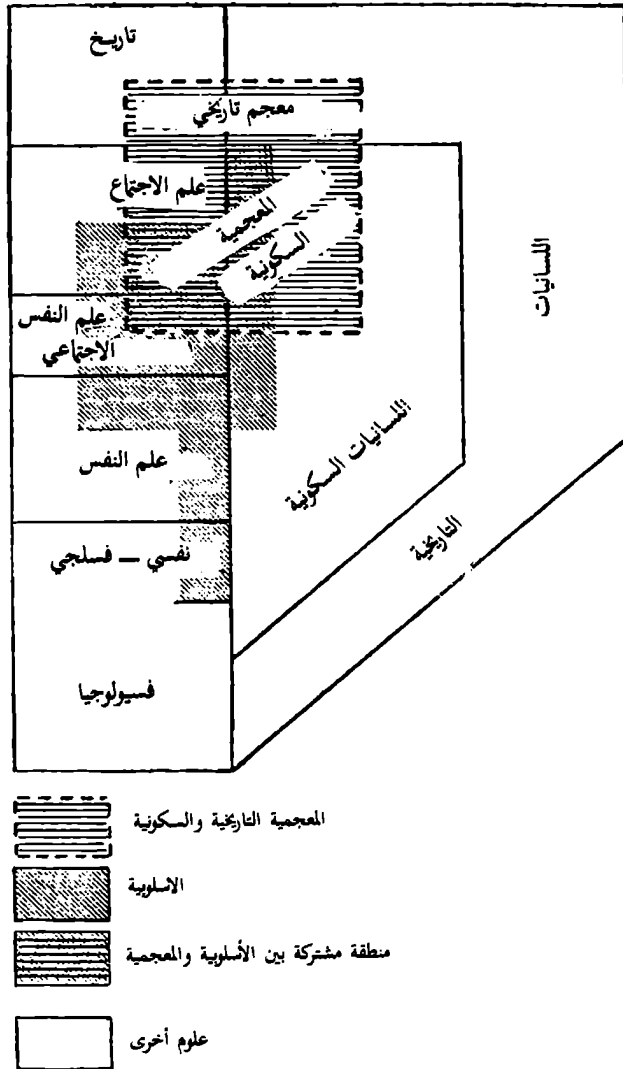 تاريخ
معجم تاريخي
علم الاجتماع
المعجمية
السكونية
اللسانيات
علم النفس
الاجتماعي
اللسانيات السكونية
علم النفس
التاريخية
نفسي — فسلجي
فسيولوجيا
المعجمية التاريخية والسكونية
الاسلوبية
منطقة مشتركة بين الأسلوبية والمعجمية
علوم أخرى